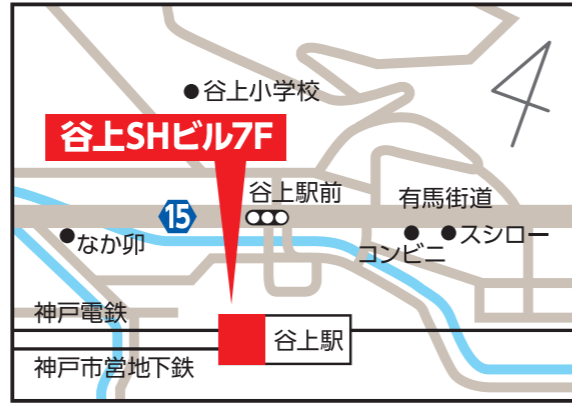 谷上小学校
谷上SHビル7F
谷上駅前
有馬街道
15
なか卯
コンビニ
スシロー
神戸電鉄
谷上駅
神戸市営地下鉄